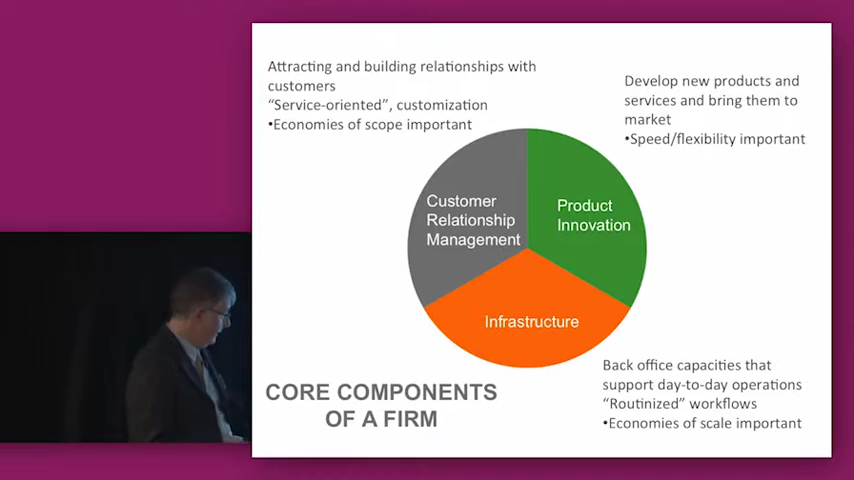 Attracting and building relationships with
customers
“Service-oriented”, customization
•Economies of scope important
Develop new products and
services and bring them to
market
•Speed/flexibility important
Customer
Relationship
Management
Product
Innovation
Infrastructure
Back office capacities that
support day-to-day operations
“Routinized” workflows
•Economies of scale important
CORE COMPONENTS
OF A FIRM